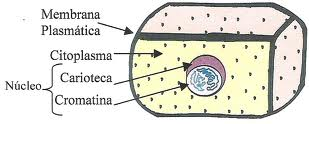 Membrana
Plasmática
Citoplasma
Núcleo
Carioteca
Cromatina